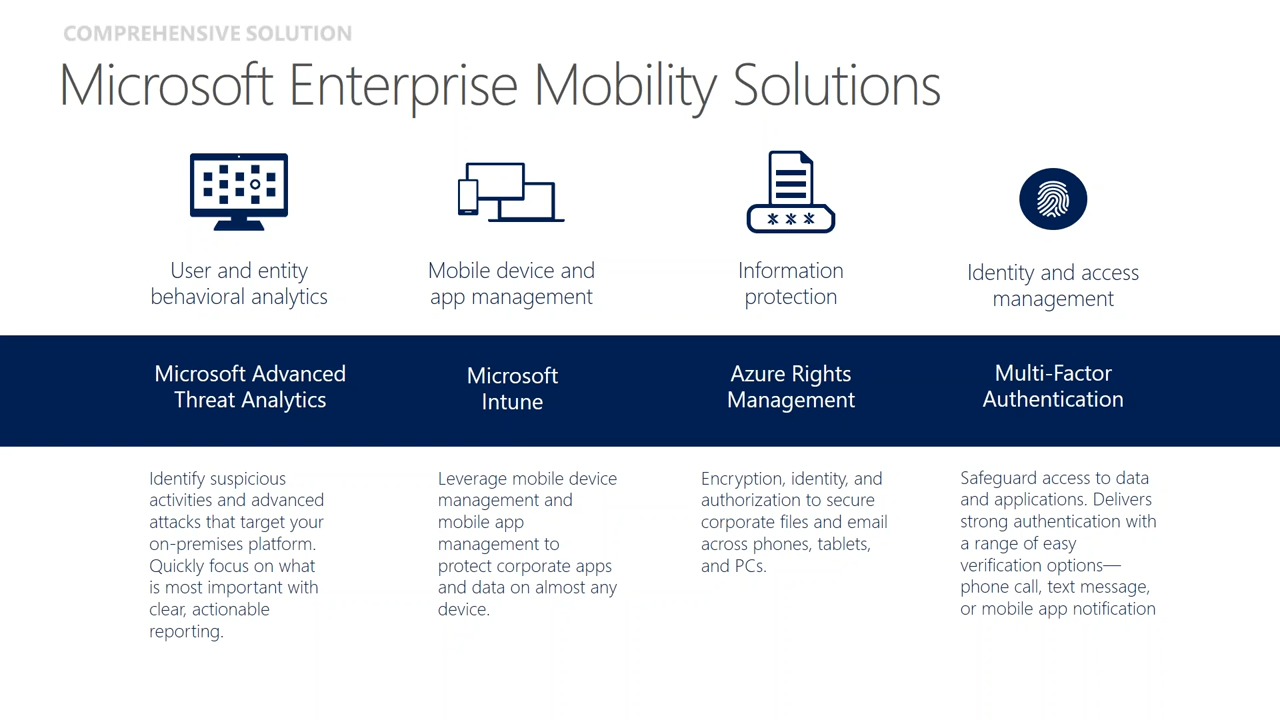 COMPREHENSIVE SOLUTION
Microsoft Enterprise Mobility Solutions
User and entity
behavioral analytics
Mobile device and
app management
***
Information
protection
Identity and access
management
Microsoft Advanced
Threat Analytics
Microsoft
Intune
Azure Rights
Management
Multi-Factor
Authentication
Identify suspicious
activities and advanced
attacks that target your
on-premises platform.
Quickly focus on what
is most important with
clear, actionable
reporting.
Leverage mobile device
management and
mobile app
management to
protect corporate apps
and data on almost any
device.
Encryption, identity, and
authorization to secure
corporate files and email
across phones, tablets,
and PCs.
Safeguard access to data
and applications. Delivers
strong authentication with
a range of easy
verification options—
phone call, text message,
or mobile app notification